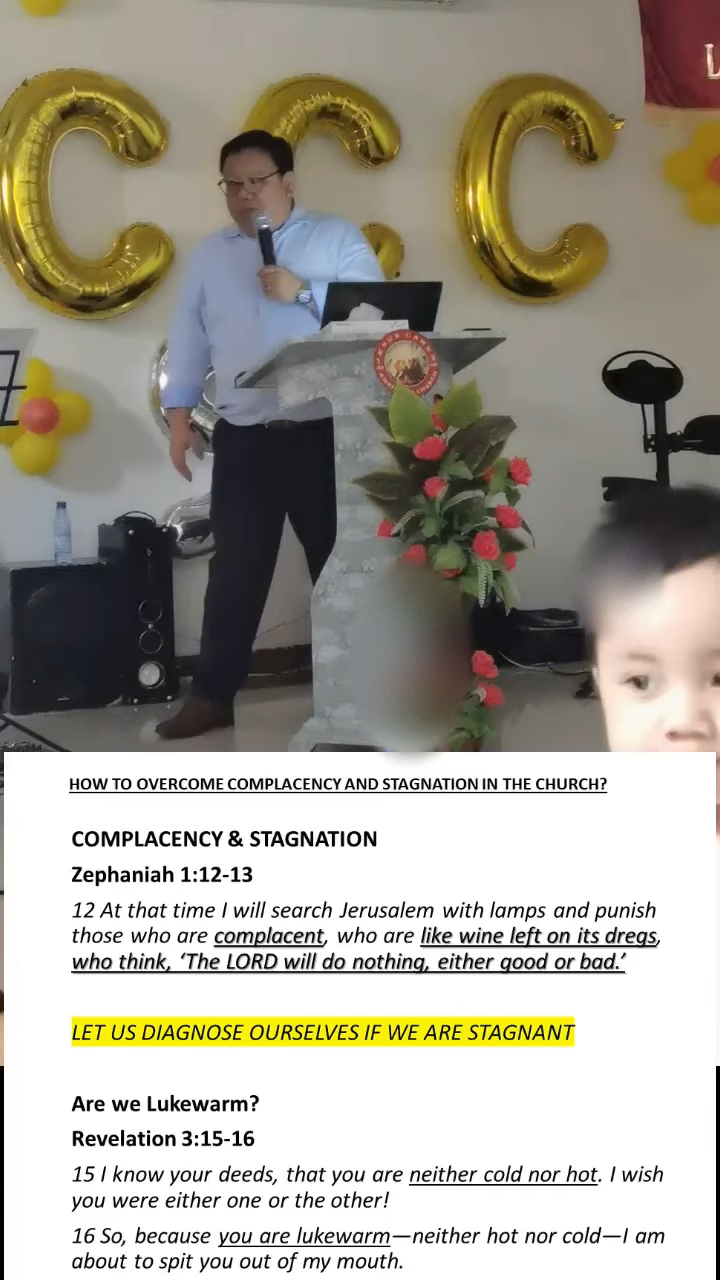 L
C C C
JESUS CARE
CHURCH
HOW TO OVERCOME COMPLACENCY AND STAGNATION IN THE CHURCH?
COMPLACENCY & STAGNATION
Zephaniah 1:12-13
12 At that time I will search Jerusalem with lamps and punish
those who are complacent, who are like wine left on its dregs,
who think, ‘The LORD will do nothing, either good or bad.’
LET US DIAGNOSE OURSELVES IF WE ARE STAGNANT
Are we Lukewarm?
Revelation 3:15-16
15 I know your deeds, that you are neither cold nor hot. I wish
you were either one or the other!
16 So, because you are lukewarm—neither hot nor cold—I am
about to spit you out of my mouth.